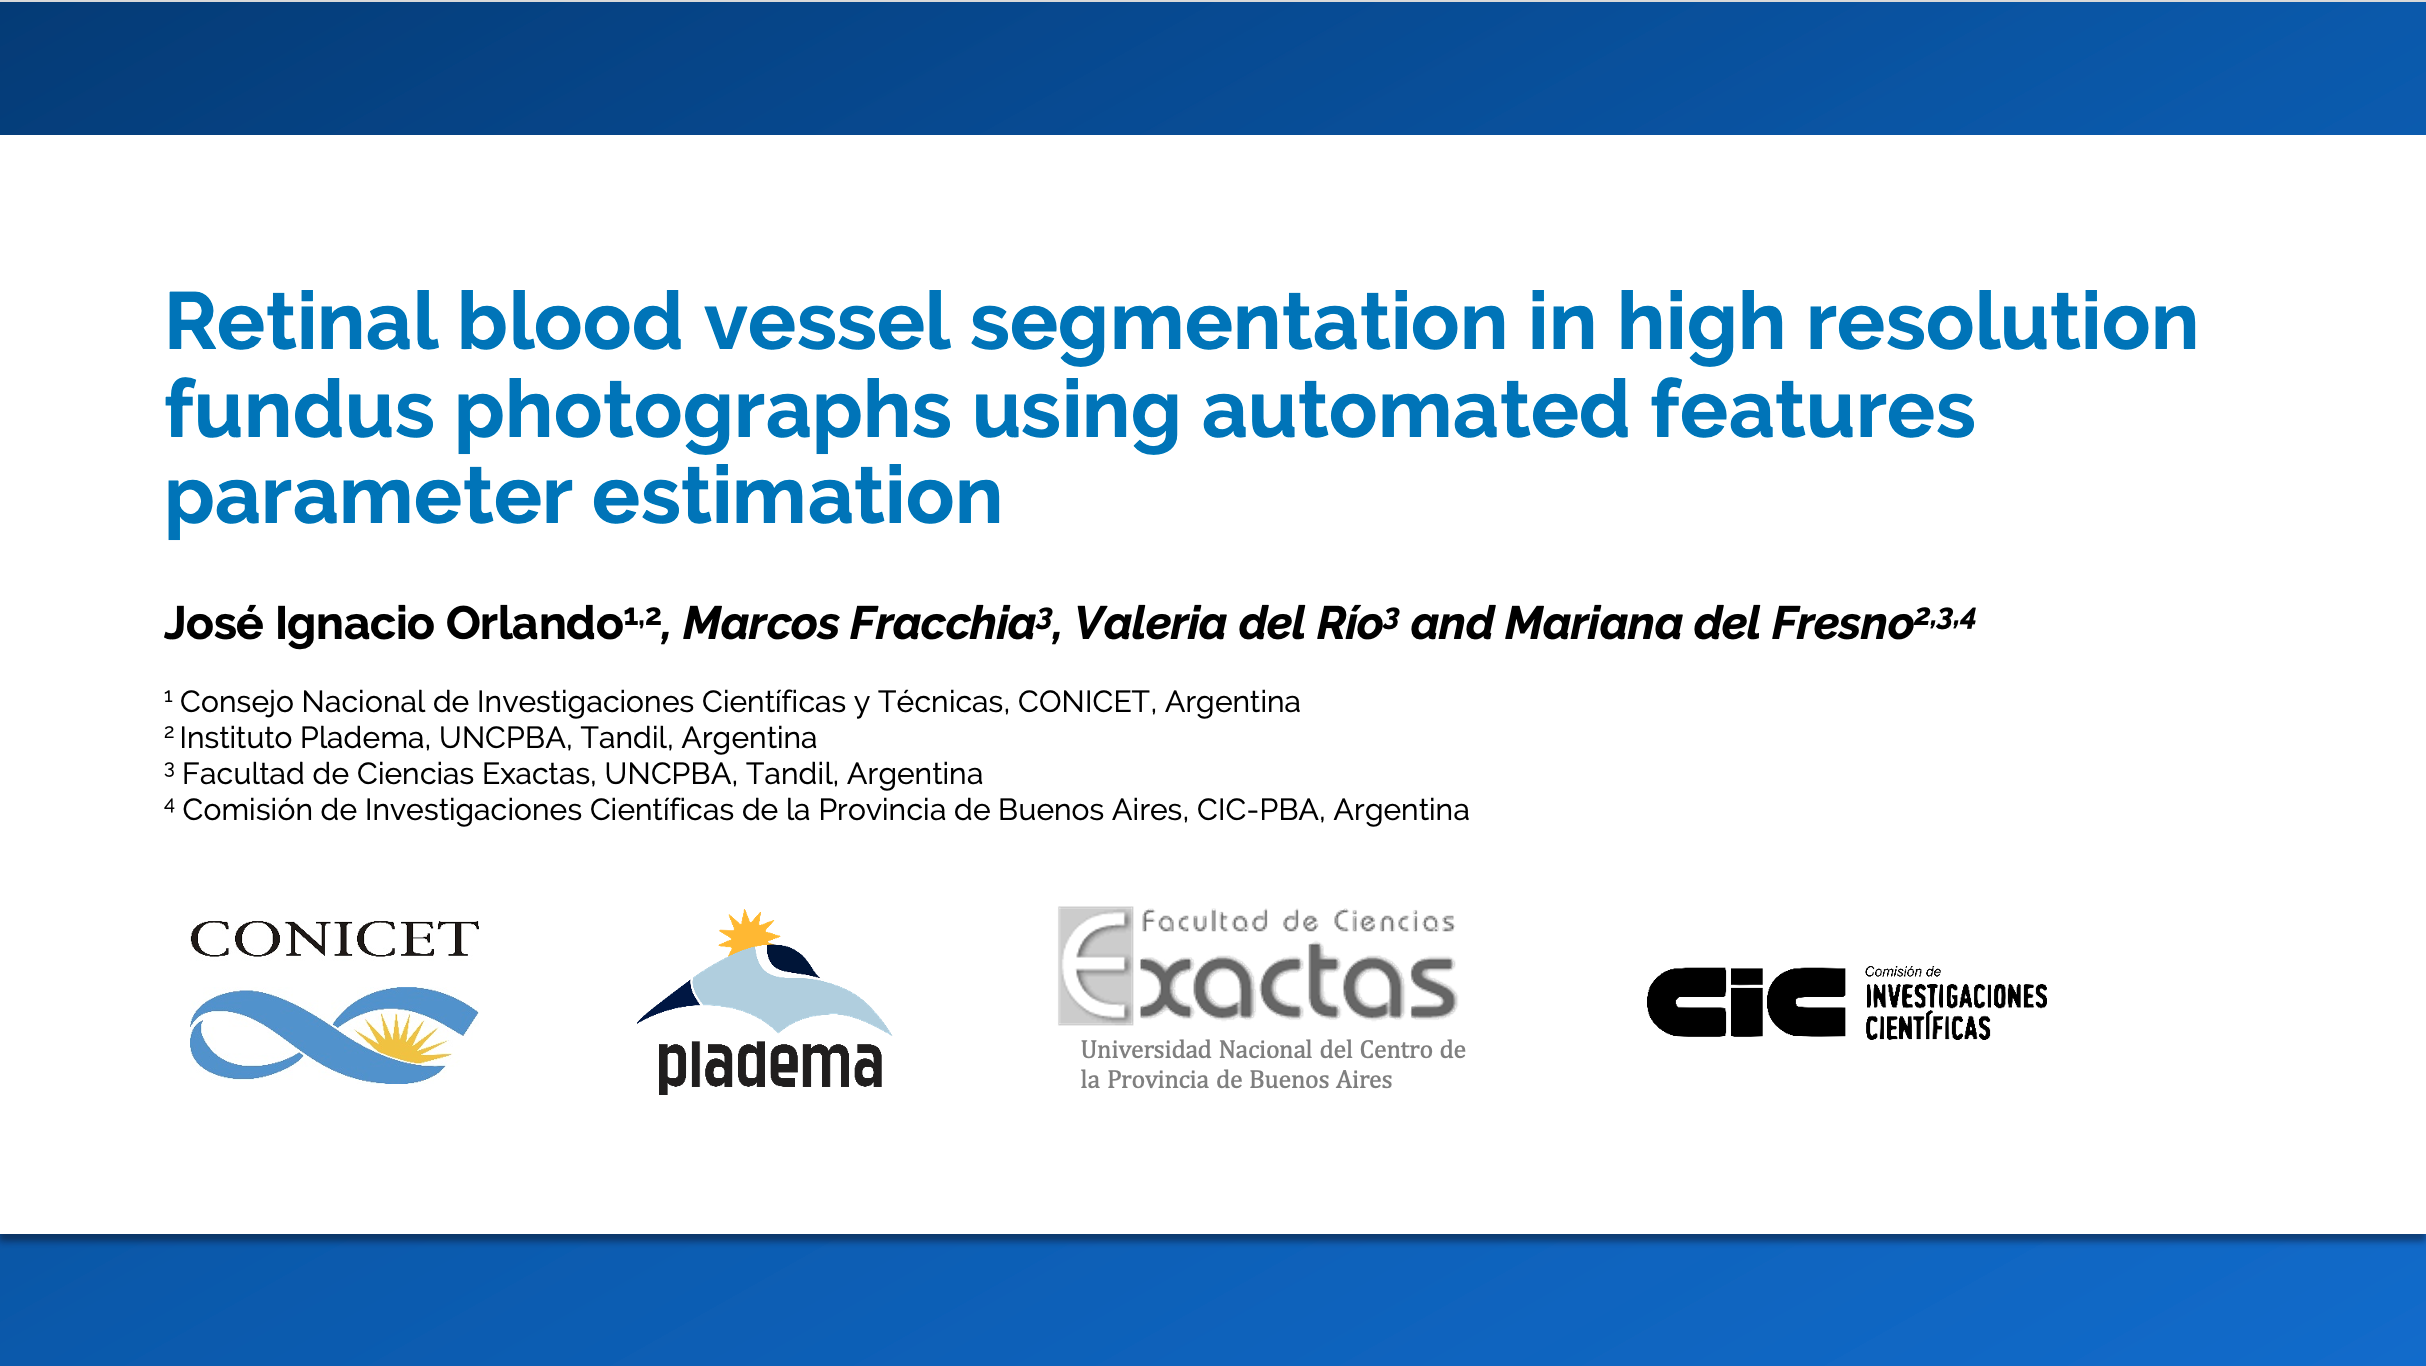 Retinal blood vessel segmentation in high resolution
fundus photographs using automated features
parameter estimation
José Ignacio Orlando¹,², Marcos Fracchia³, Valeria del Río³ and Mariana del Fresno²,³,⁴
¹ Consejo Nacional de Investigaciones Científicas y Técnicas, CONICET, Argentina
² Instituto Pladema, UNCPBA, Tandil, Argentina
³ Facultad de Ciencias Exactas, UNCPBA, Tandil, Argentina
⁴ Comisión de Investigaciones Científicas de la Provincia de Buenos Aires, CIC-PBA, Argentina
CONICET
pladema
Facultad de Ciencias
Exactas
Universidad Nacional del Centro de
la Provincia de Buenos Aires
CIC
Comisión de
INVESTIGACIONES
CIENTÍFICAS